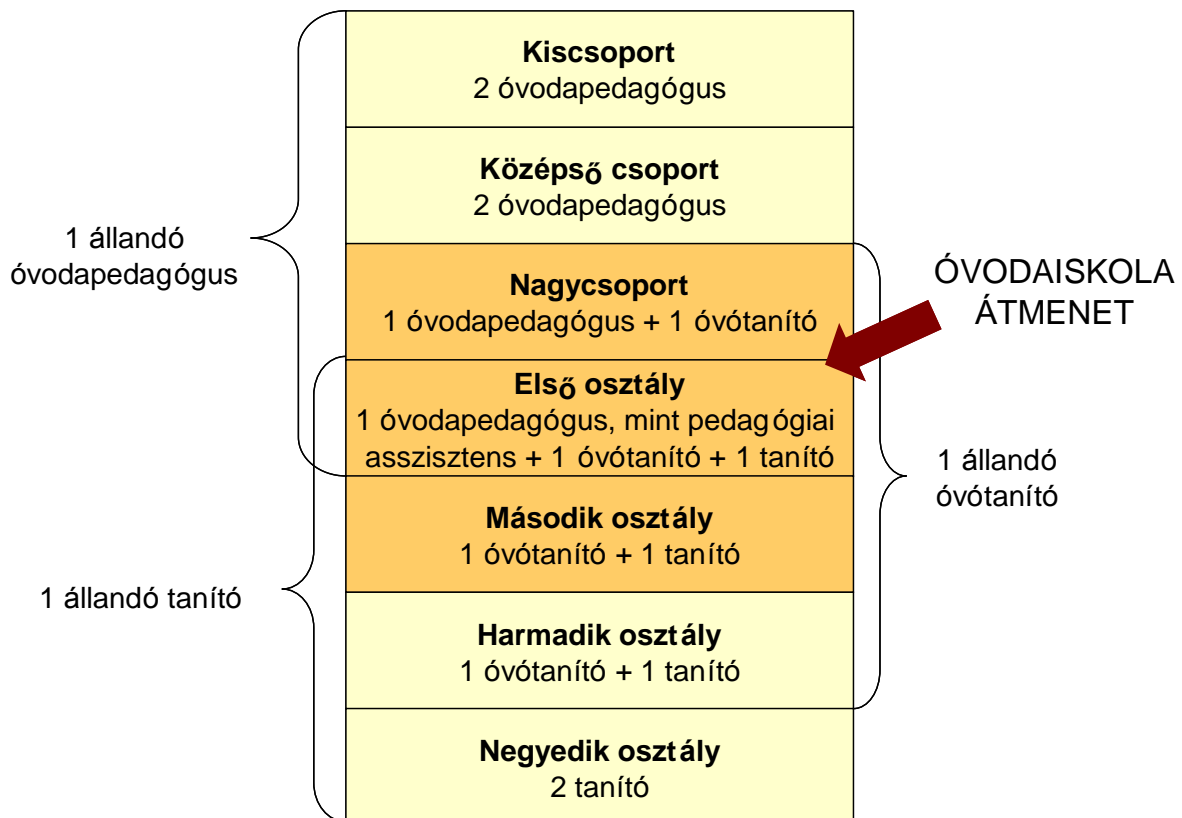 Kiscsoport
2 óvodapedagógus
Középső csoport
2 óvodapedagógus
1 állandó
óvodapedagógus
Nagycsoport
1 óvodapedagógus + 1 óvótanító
ÓVODAISKOLA
ÁTMENET
Első osztály
1 óvodapedagógus, mint pedagógiai
asszisztens + 1 óvótanító + 1 tanító
1 állandó
óvótanító
Második osztály
1 óvótanító + 1 tanító
1 állandó tanító
Harmadik osztály
1 óvótanító + 1 tanító
Negyedik osztály
2 tanító